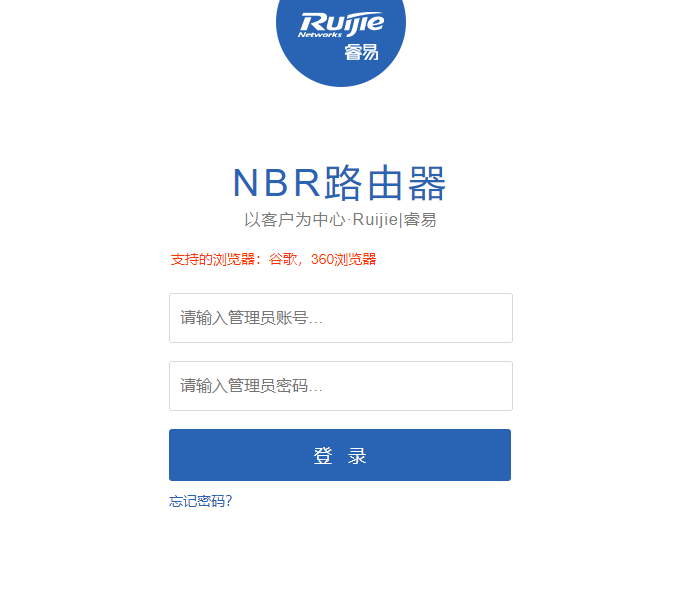 Ruijie
Networks
睿易
NBR路由器
以客户为中心·Ruijie|睿易
支持的浏览器：谷歌，360浏览器
请输入管理员账号...
请输入管理员密码...
登 录
忘记密码?